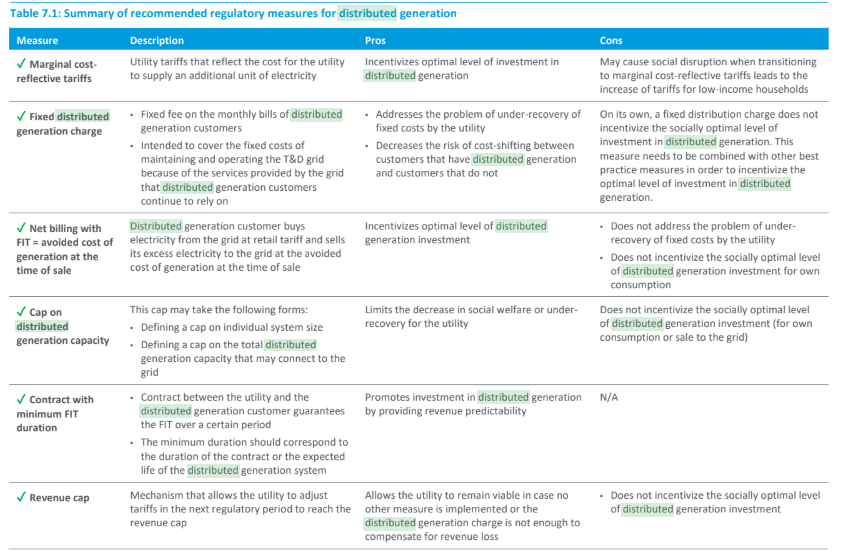 Table 7.1: Summary of recommended regulatory measures for distributed generation
Measure Description Pros Cons
✓ Marginal cost-
reflective tariffs
Utility tariffs that reflect the cost for the utility
to supply an additional unit of electricity
Incentivizes optimal level of investment in
distributed generation
May cause social disruption when transitioning
to marginal cost-reflective tariffs leads to the
increase of tariffs for low-income households
✓ Fixed distributed
generation charge
• Fixed fee on the monthly bills of distributed
generation customers
• Intended to cover the fixed costs of
maintaining and operating the T&D grid
because of the services provided by the grid
that distributed generation customers
continue to rely on
• Addresses the problem of under-recovery of
fixed costs by the utility
• Decreases the risk of cost-shifting between
customers that have distributed generation
and customers that do not
On its own, a fixed distribution charge does not
incentivize the socially optimal level of
investment in distributed generation. This
measure needs to be combined with other best
practice measures in order to incentivize the
optimal level of investment in distributed
generation.
✓ Net billing with
FIT = avoided cost of
generation at the
time of sale
Distributed generation customer buys
electricity from the grid at retail tariff and sells
its excess electricity to the grid at the avoided
cost of generation at the time of sale
Incentivizes optimal level of distributed
generation investment
• Does not address the problem of under-
recovery of fixed costs by the utility
• Does not incentivize the socially optimal level
of distributed generation investment for own
consumption
✓ Cap on
distributed
generation capacity
This cap may take the following forms:
• Defining a cap on individual system size
• Defining a cap on the total distributed
generation capacity that may connect to the
grid
Limits the decrease in social welfare or under-
recovery for the utility
Does not incentivize the socially optimal level
of distributed generation investment (for own
consumption or sale to the grid)
✓ Contract with
minimum FIT
duration
• Contract between the utility and the
distributed generation customer guarantees
the FIT over a certain period
• The minimum duration should correspond to
the duration of the contract or the expected
life of the distributed generation system
Promotes investment in distributed generation
by providing revenue predictability
N/A
✓ Revenue cap
Mechanism that allows the utility to adjust
tariffs in the next regulatory period to reach the
revenue cap
Allows the utility to remain viable in case no
other measure is implemented or the
distributed generation charge is not enough to
compensate for revenue loss
• Does not incentivize the socially optimal level
of distributed generation investment